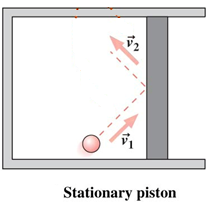 v⃗₂
v⃗₁
Stationary piston